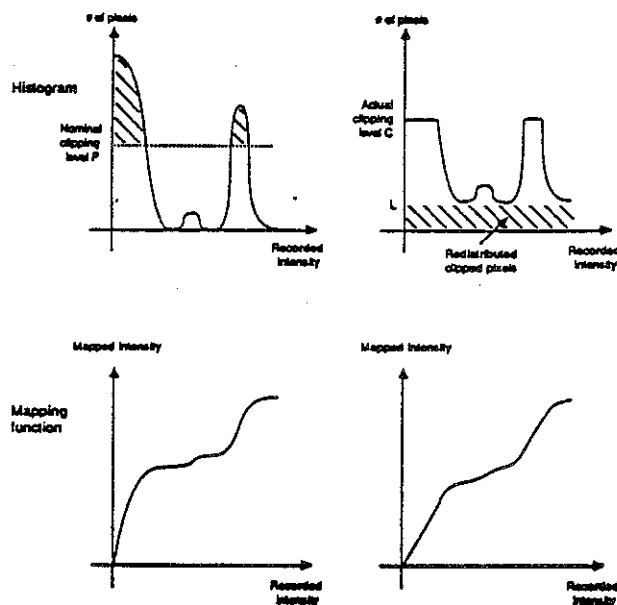 # of pixels
# of pixels
Histogram
Nominal
clipping
level P
Actual
clipping
level C
L
Recorded
Intensity
Redistributed
clipped pixels
Recorded
Intensity
Mapped Intensity
Mapped Intensity
Mapping
function
Recorded
Intensity
Recorded
Intensity